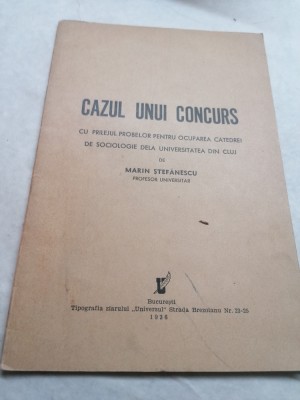 CAZUL UNUI CONCURS
CU PRILEJUL PROBELOR PENTRU OCUPAREA CATEDREI
DE SOCIOLOGIE DELA UNIVERSITATEA DIN CLUJ
DE
MARIN ȘTEFĂNESCU
PROFESOR UNIVERSITAR
București
Tipografia ziarului „Universul” Strada Brezoianu Nr. 23-25
1936